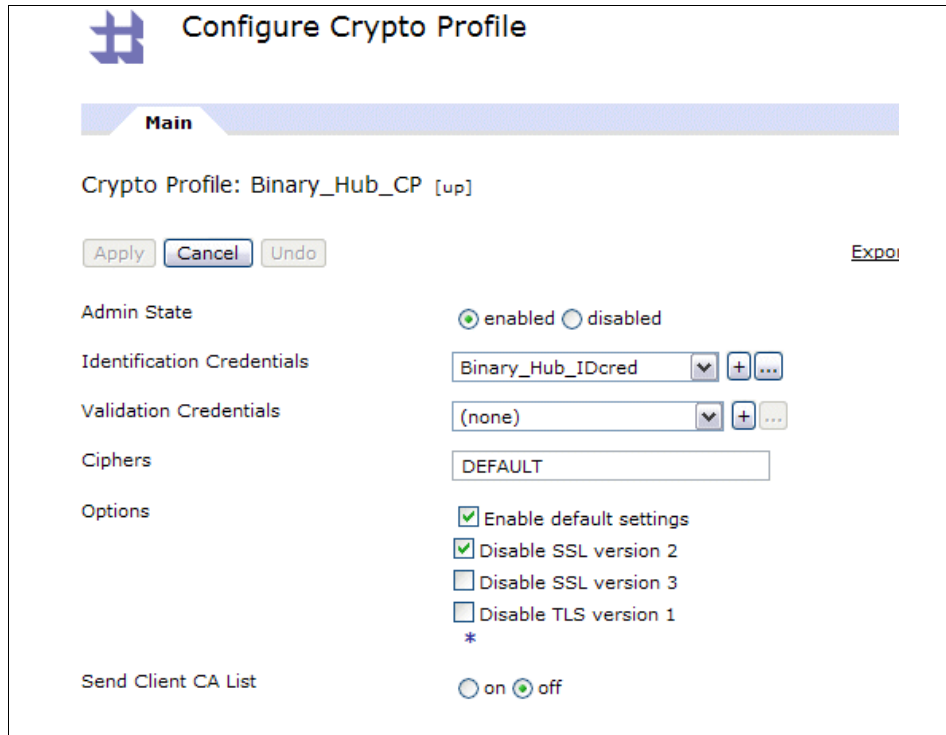 Configure Crypto Profile
Main
Crypto Profile: Binary_Hub_CP [up]
Apply Cancel Undo Expor
Admin State enabled disabled
Identification Credentials Binary_Hub_IDcred + ...
Validation Credentials (none) + ...
Ciphers DEFAULT
Options Enable default settings
Disable SSL version 2
Disable SSL version 3
Disable TLS version 1
*
Send Client CA List on off